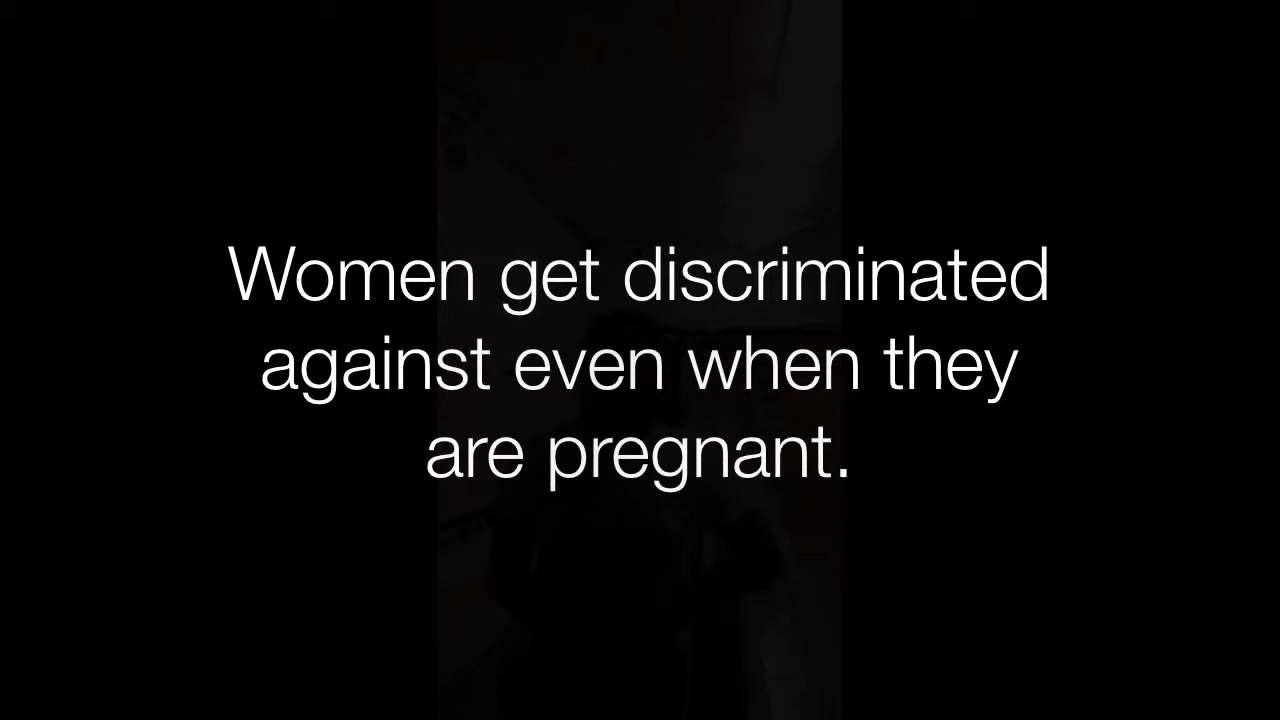 Women get discriminated
against even when they
are pregnant.